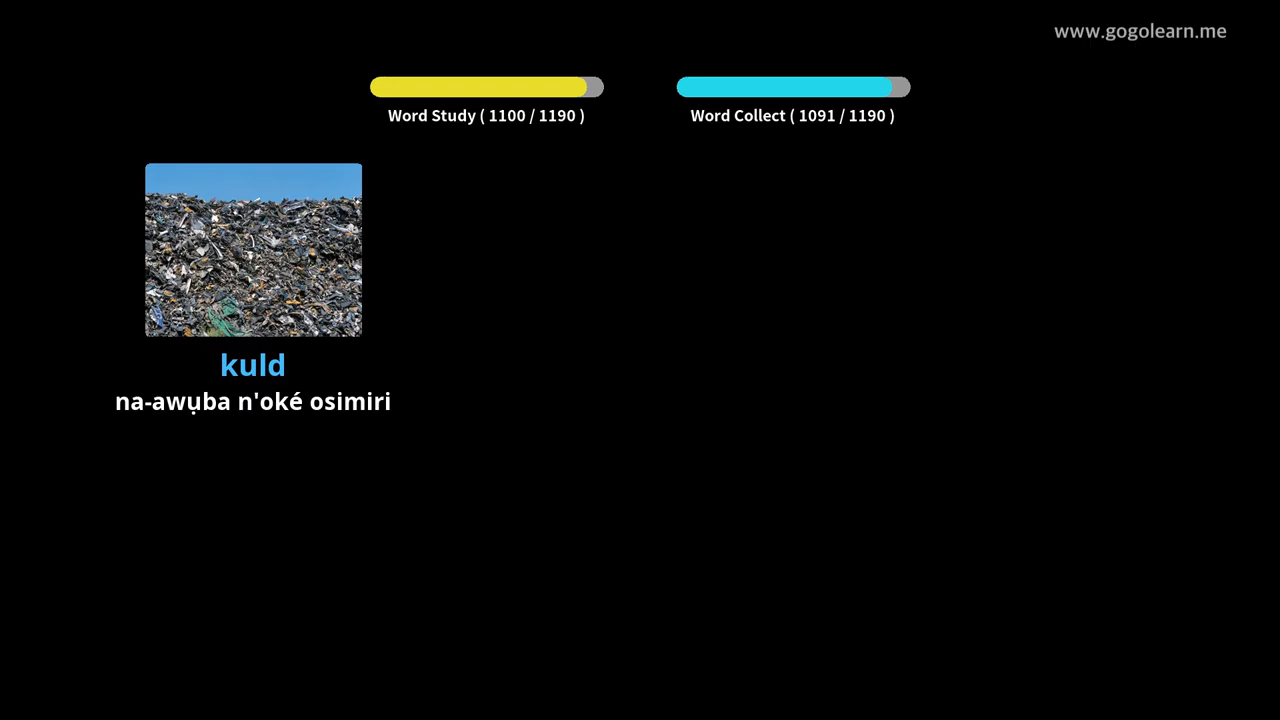 www.gogolearn.me
Word Study ( 1100 / 1190 )
Word Collect ( 1091 / 1190 )
kuld
na-awụba n'oké osimiri